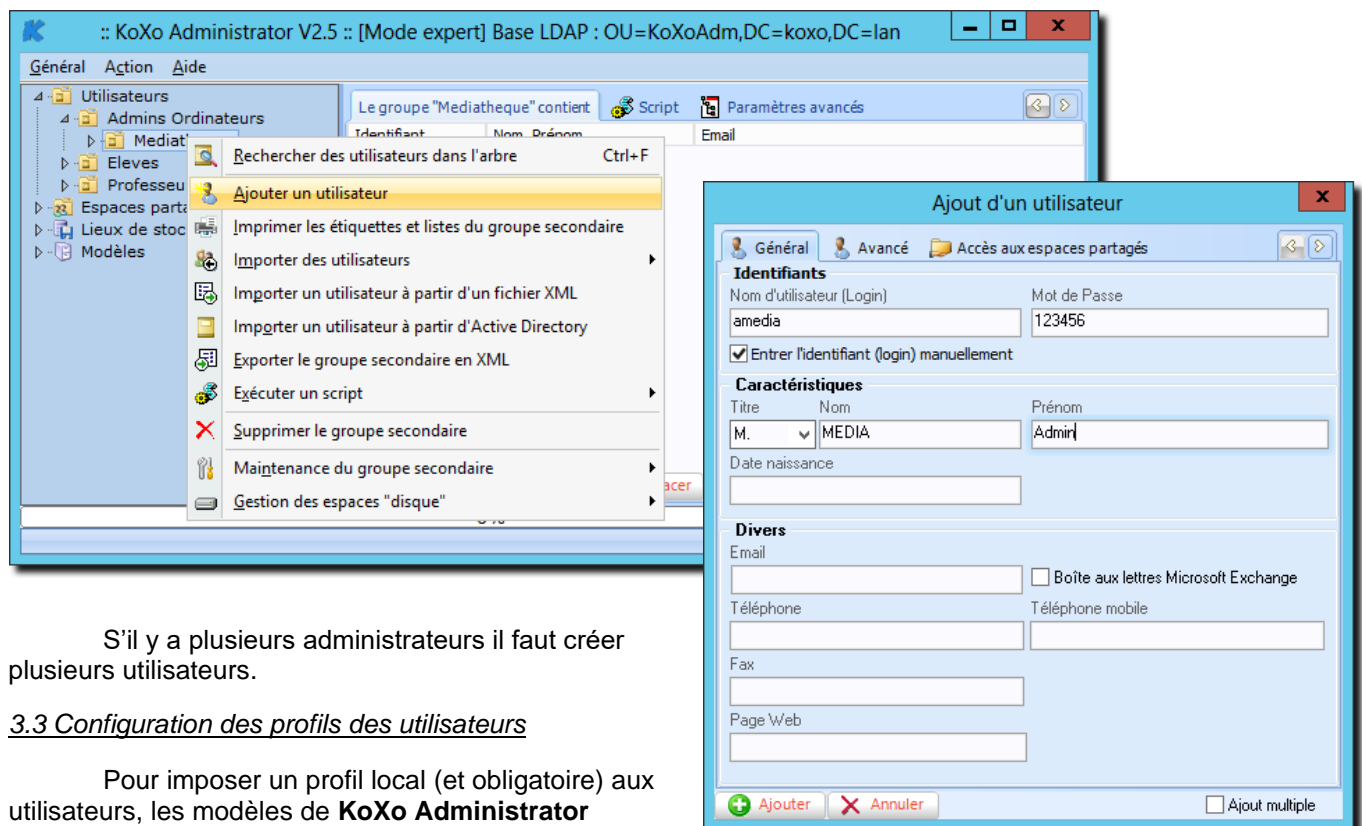 :: KoXo Administrator V2.5 :: [Mode expert] Base LDAP : OU=KoXoAdm,DC=koxo,DC=lan
Général Action Aide
Utilisateurs
Admins Ordinateurs
Eleves
Modèles
Le groupe "Mediatheque" contient
Script
Paramètres avancés
Identifiant Nom Prénom Email
Rechercher des utilisateurs dans l'arbre Ctrl+F
Ajouter un utilisateur
Imprimer les étiquettes et listes du groupe secondaire
Importer des utilisateurs
Importer un utilisateur à partir d'un fichier XML
Importer un utilisateur à partir d'Active Directory
Exporter le groupe secondaire en XML
Exécuter un script
Supprimer le groupe secondaire
Maintenance du groupe secondaire
Gestion des espaces "disque"
Ajout d'un utilisateur
Général Avancé Accès aux espaces partagés
Identifiants
Nom d'utilisateur (Login) Mot de Passe
amedia 123456
Entrer l'identifiant (login) manuellement
Caractéristiques
Titre Nom Prénom
M. MEDIA Admin
Date naissance
Divers
Email
Boîte aux lettres Microsoft Exchange
Téléphone Téléphone mobile
Fax
Page Web
Ajouter Annuler Ajout multiple
S'il y a plusieurs administrateurs il faut créer
plusieurs utilisateurs.
3.3 Configuration des profils des utilisateurs
Pour imposer un profil local (et obligatoire) aux
utilisateurs, les modèles de KoXo Administrator